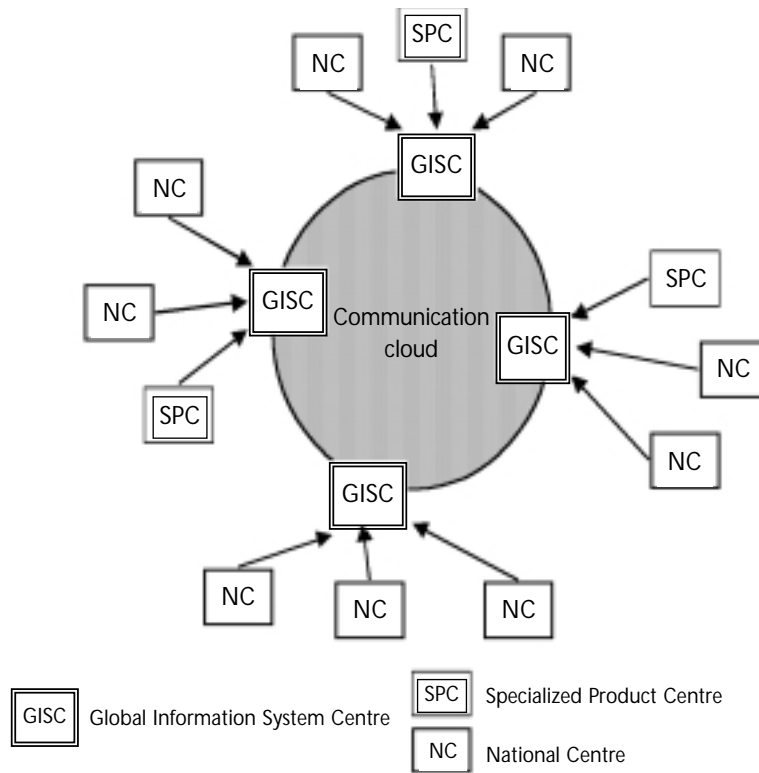 SPC
NC
NC
GISC
NC
SPC
GISC
NC
Communication
cloud
GISC
NC
SPC
NC
GISC
NC
NC
NC
GISC
Global Information System Centre
SPC
Specialized Product Centre
NC
National Centre